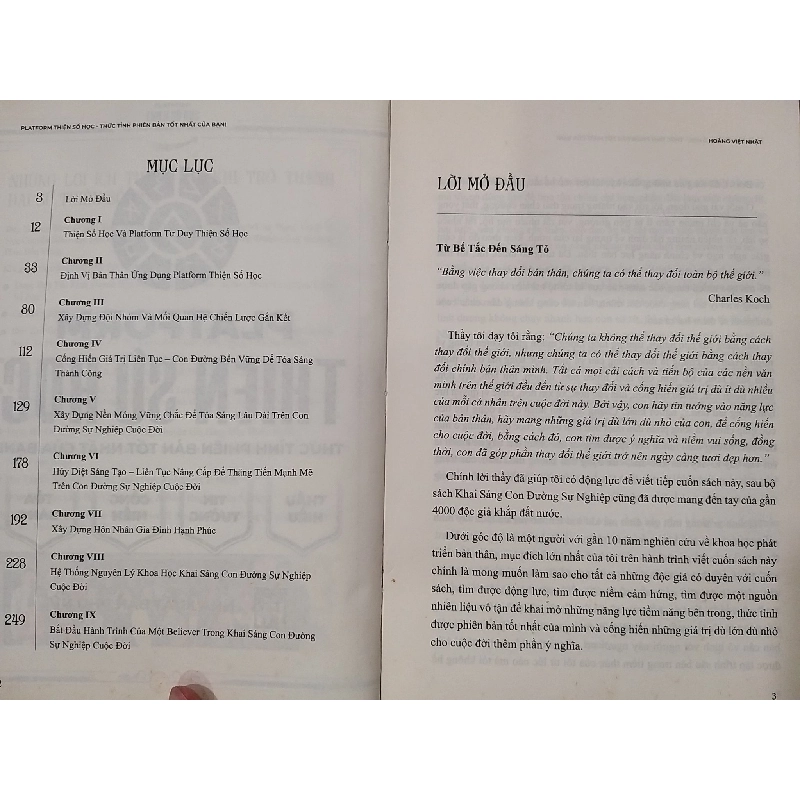 PLATFORM THIỆN SỐ HỌC - THỨC TỈNH PHIÊN BẢN TỐT NHẤT CỦA BẠN!
MỤC LỤC
3 Lời Mở Đầu
12 Chương I
Thiện Số Học Và Platform Tư Duy Thiện Số Học
33 Chương II
Định Vị Bản Thân Ứng Dụng Platform Thiện Số Học
80 Chương III
Xây Dựng Đội Nhóm Và Mối Quan Hệ Chiến Lược Gắn Kết
112 Chương IV
Cống Hiến Giá Trị Liên Tục – Con Đường Bền Vững Để Tỏa Sáng
Thành Công
129 Chương V
Xây Dựng Nền Móng Vững Chắc Để Tỏa Sáng Lâu Dài Trên Con
Đường Sự Nghiệp Cuộc Đời
178 Chương VI
Hủy Diệt Sáng Tạo – Liên Tục Nâng Cấp Để Thăng Tiến Mạnh Mẽ
Trên Con Đường Sự Nghiệp Cuộc Đời
192 Chương VII
Xây Dựng Hôn Nhân Gia Đình Hạnh Phúc
228 Chương VIII
Hệ Thống Nguyên Lý Khoa Học Khai Sáng Con Đường Sự Nghiệp
Cuộc Đời
249 Chương IX
Bắt Đầu Hành Trình Của Một Believer Trong Khai Sáng Con Đường
Sự Nghiệp Cuộc Đời
2
HOÀNG VIỆT NHẤT
LỜI MỞ ĐẦU
Từ Bế Tắc Đến Sáng Tỏ
“Bằng việc thay đổi bản thân, chúng ta có thể thay đổi toàn bộ thế giới.”
Charles Koch
Thầy tôi dạy tôi rằng: “Chúng ta không thể thay đổi thế giới bằng cách
thay đổi thế giới, nhưng chúng ta có thể thay đổi thế giới bằng cách thay
đổi chính bản thân mình. Tất cả mọi cải cách và tiến bộ của các nền văn
minh trên thế giới đều đến từ sự thay đổi và cống hiến giá trị dù ít dù nhiều
của mỗi cá nhân trên cuộc đời này. Bởi vậy, con hãy tin tưởng vào năng lực
của bản thân, hãy mang những giá trị dù lớn dù nhỏ của con, để cống hiến
cho cuộc đời, bằng cách đó, con tìm được ý nghĩa và niềm vui sống, đồng
thời, con đã góp phần thay đổi thế giới trở nên ngày càng tươi đẹp hơn.”
Chính lời thầy đã giúp tôi có động lực để viết tiếp cuốn sách này, sau bộ
sách Khai Sáng Con Đường Sự Nghiệp cũng đã được mang đến tay của gần
4000 độc giả khắp đất nước.
Dưới góc độ là một người với gần 10 năm nghiên cứu về khoa học phát
triển bản thân, mục đích lớn nhất của tôi trên hành trình viết cuốn sách này
chính là mong muốn làm sao cho tất cả những độc giả có duyên với cuốn
sách, tìm được động lực, tìm được niềm cảm hứng, tìm được một nguồn
nhiên liệu vô tận để khai mở những năng lực tiềm năng bên trong, thức tỉnh
được phiên bản tốt nhất của mình và cống hiến những giá trị dù lớn dù nhỏ
cho cuộc đời thêm phần ý nghĩa.
3